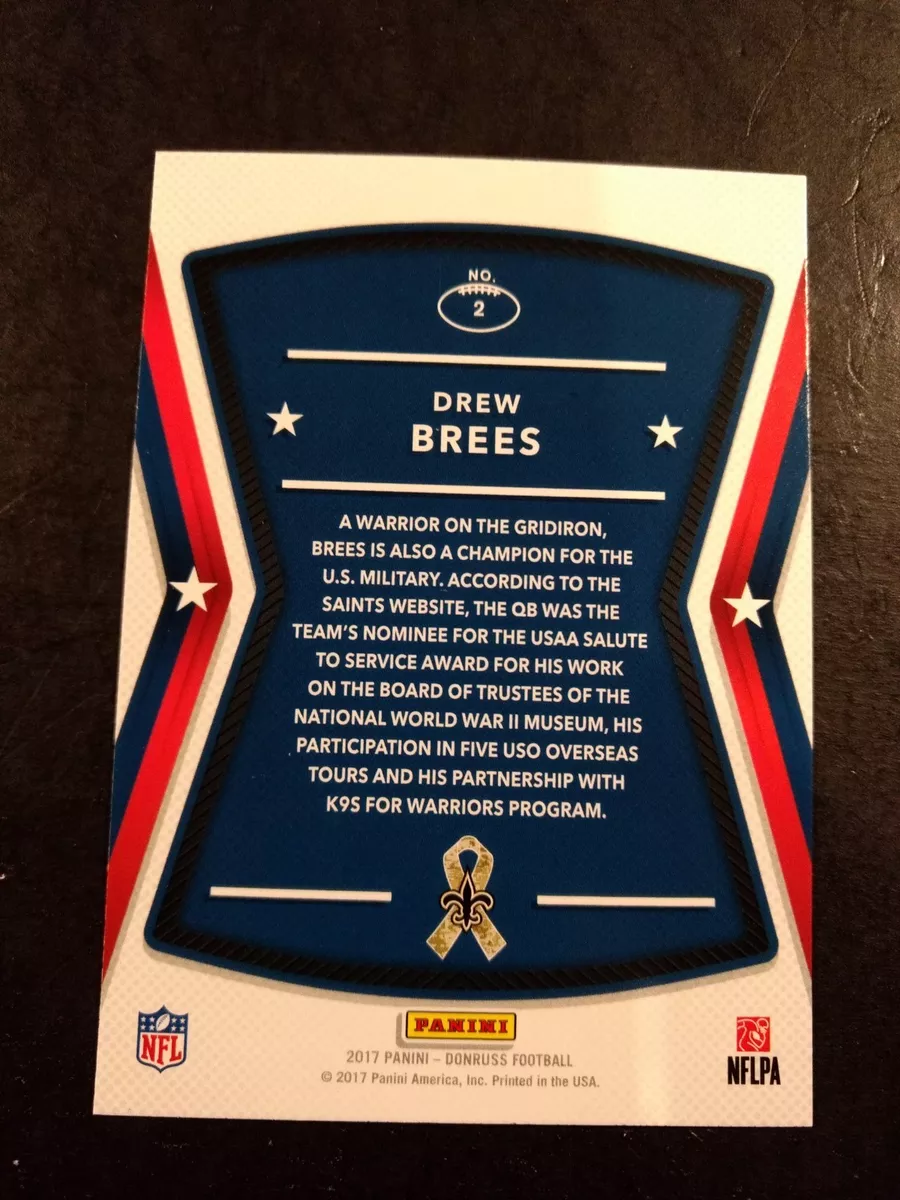 NO.
2
DREW
BREES
A WARRIOR ON THE GRIDIRON,
BREES IS ALSO A CHAMPION FOR THE
U.S. MILITARY. ACCORDING TO THE
SAINTS WEBSITE, THE QB WAS THE
TEAM'S NOMINEE FOR THE USAA SALUTE
TO SERVICE AWARD FOR HIS WORK
ON THE BOARD OF TRUSTEES OF THE
NATIONAL WORLD WAR II MUSEUM, HIS
PARTICIPATION IN FIVE USO OVERSEAS
TOURS AND HIS PARTNERSHIP WITH
K9S FOR WARRIORS PROGRAM.
NFL
PANINI
2017 PANINI – DONRUSS FOOTBALL
© 2017 Panini America, Inc. Printed in the USA.
NFLPA